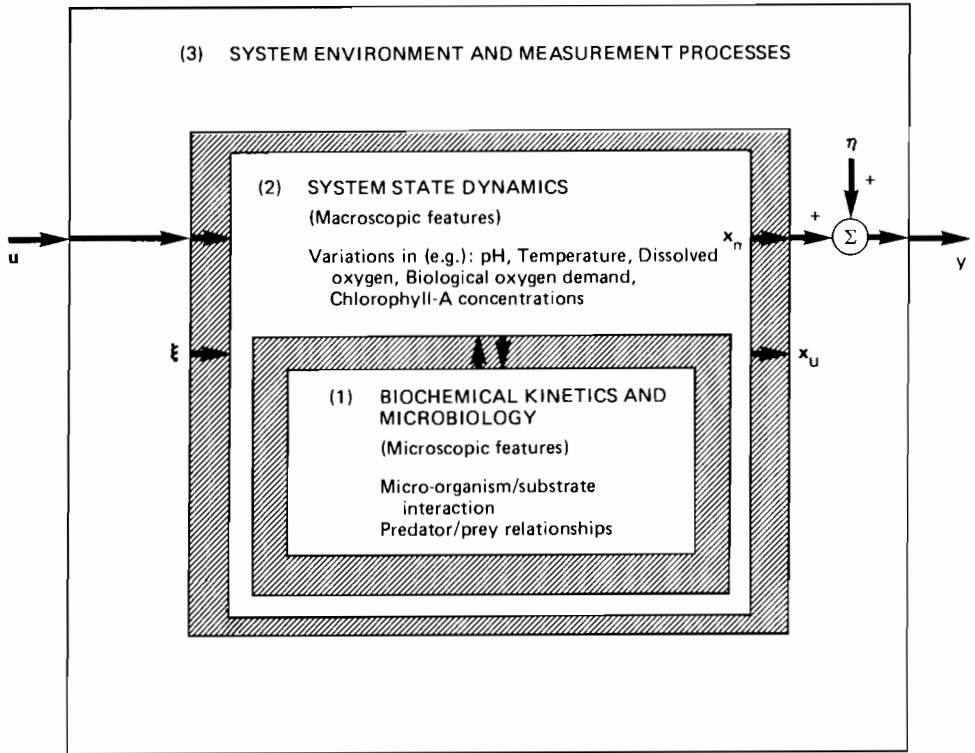 (3) SYSTEM ENVIRONMENT AND MEASUREMENT PROCESSES
η
+
(2) SYSTEM STATE DYNAMICS
(Macroscopic features)
+
Σ
u
x_m
y
Variations in (e.g.): pH, Temperature, Dissolved
oxygen, Biological oxygen demand,
Chlorophyll-A concentrations
ξ
x_u
(1) BIOCHEMICAL KINETICS AND
MICROBIOLOGY
(Microscopic features)
Micro-organism/substrate
interaction
Predator/prey relationships